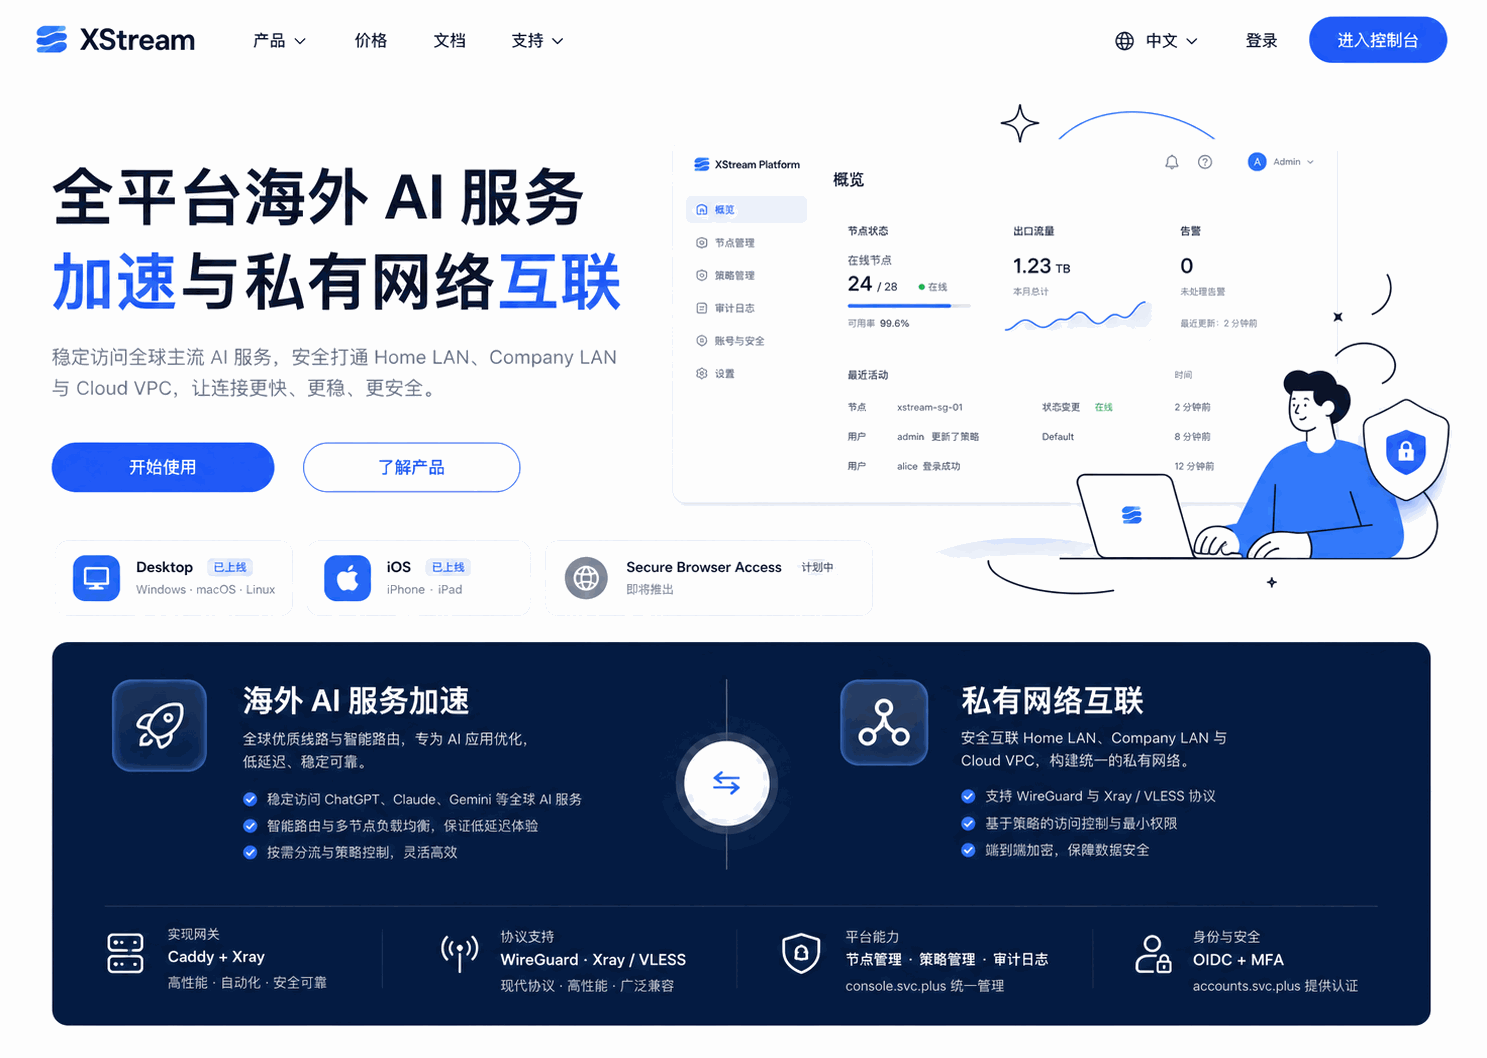 XStream
产品
价格
文档
支持
中文
登录
进入控制台
全平台海外 AI 服务
加速与私有网络互联
稳定访问全球主流 AI 服务，安全打通 Home LAN、Company LAN
与 Cloud VPC，让连接更快、更稳、更安全。
开始使用
了解产品
XStream Platform
概览
节点管理
策略管理
审计日志
账号与安全
设置
概览
A Admin
节点状态
在线节点
24 / 28 在线
可用率 99.6%
出口流量
1.23 TB
本月总计
告警
0
未处理告警
最近更新：2 分钟前
最近活动 时间
节点 xstream-sg-01 状态变更 在线 2 分钟前
用户 admin 更新了策略 Default 8 分钟前
用户 alice 登录成功 12 分钟前
Desktop 已上线
Windows · macOS · Linux
iOS 已上线
iPhone · iPad
Secure Browser Access 计划中
即将推出
海外 AI 服务加速
全球优质线路与智能路由，专为 AI 应用优化，
低延迟、稳定可靠。
稳定访问 ChatGPT、Claude、Gemini 等全球 AI 服务
智能路由与多节点负载均衡，保证低延迟体验
按需分流与策略控制，灵活高效
私有网络互联
安全互联 Home LAN、Company LAN 与
Cloud VPC，构建统一的私有网络。
支持 WireGuard 与 Xray / VLESS 协议
基于策略的访问控制与最小权限
端到端加密，保障数据安全
实现网关
Caddy + Xray
高性能 · 自动化 · 安全可靠
协议支持
WireGuard · Xray / VLESS
现代协议 · 高性能 · 广泛兼容
平台能力
节点管理 · 策略管理 · 审计日志
console.svc.plus 统一管理
身份与安全
OIDC + MFA
accounts.svc.plus 提供认证